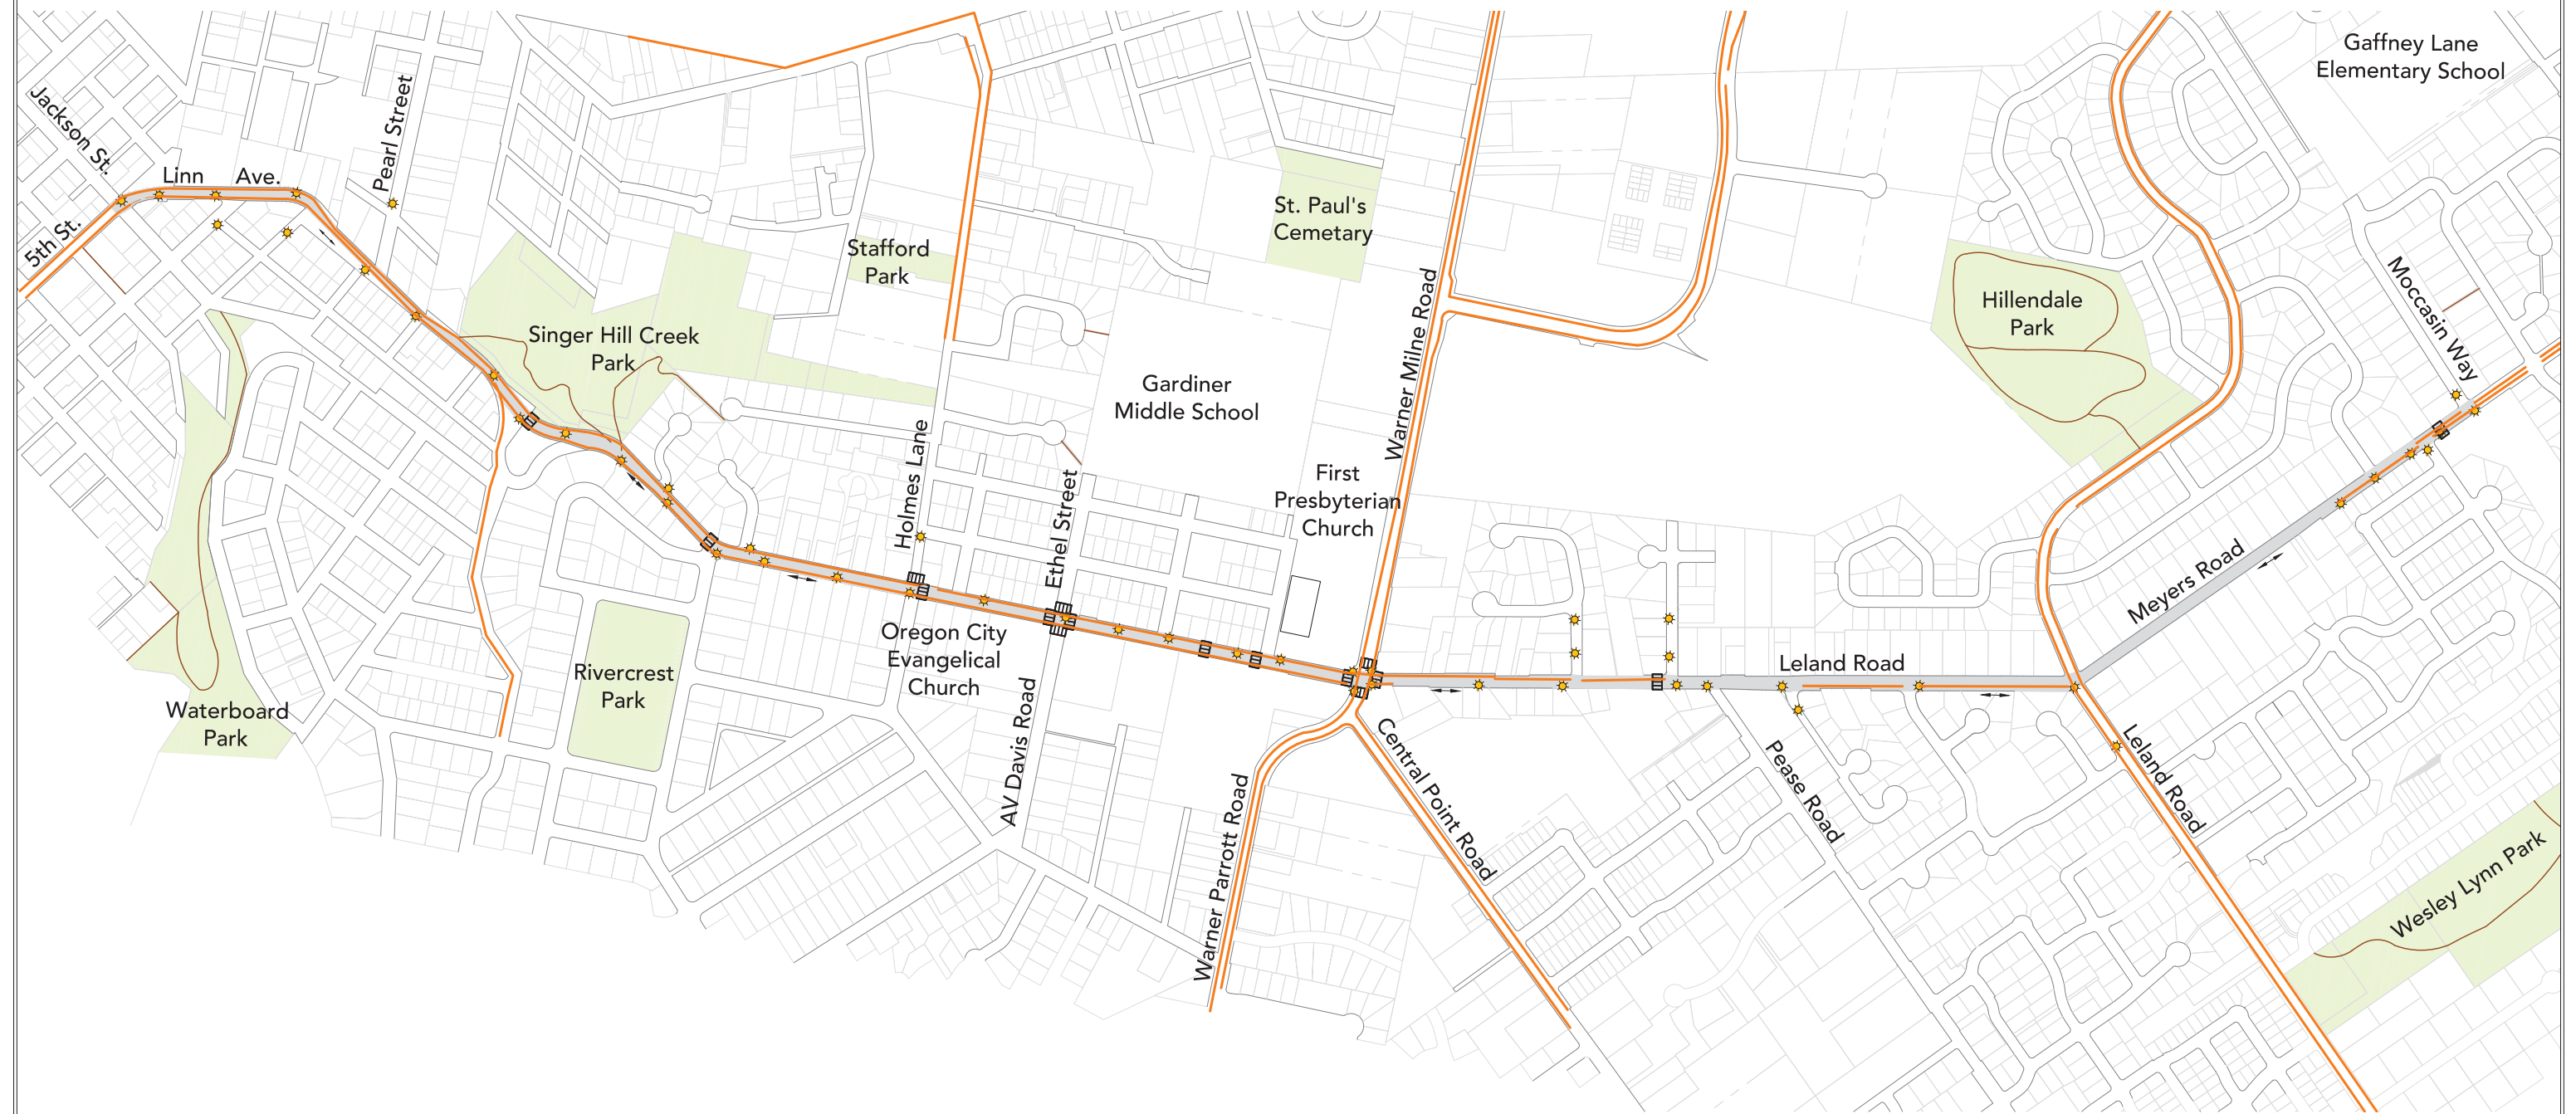 Gaffney Lane
Elementary School
Jackson St.
Pearl Street
Linn Ave.
5th St.
St. Paul's
Cemetary
Stafford
Park
Singer Hill Creek
Park
Hillendale
Park
Moccasin Way
Warner Milne Road
Gardiner
Middle School
Holmes Lane
Ethel Street
First
Presbyterian
Church
Meyers Road
Oregon City
Evangelical
Church
Rivercrest
Park
Leland Road
Waterboard
Park
AV Davis Road
Central Point Road
Pease Road
Leland Road
Warner Parrott Road
Wesley Lynn Park